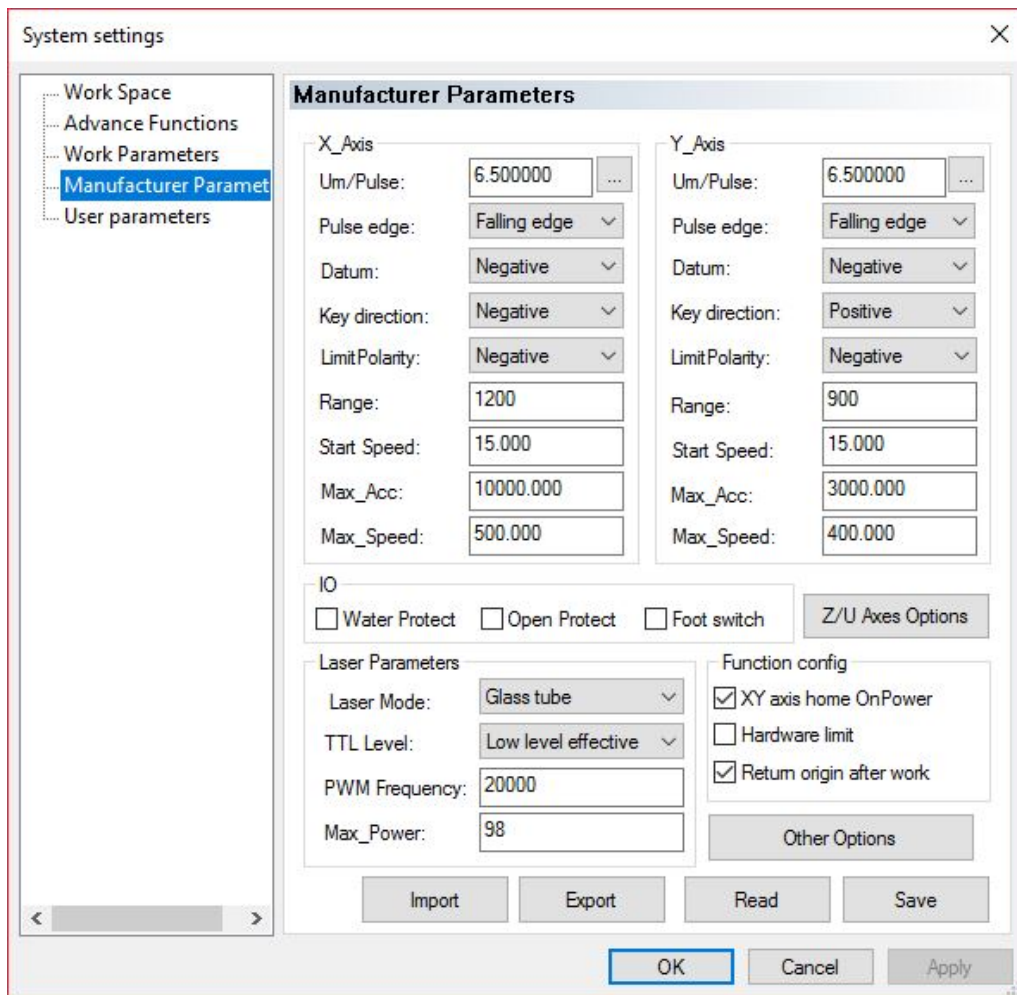 System settings
Work Space
Advance Functions
Work Parameters
Manufacturer Paramet
User parameters
Manufacturer Parameters
X_Axis
Um/Pulse: 6.500000 ...
Pulse edge: Falling edge
Datum: Negative
Key direction: Negative
LimitPolarity: Negative
Range: 1200
Start Speed: 15.000
Max_Acc: 10000.000
Max_Speed: 500.000
Y_Axis
Um/Pulse: 6.500000 ...
Pulse edge: Falling edge
Datum: Negative
Key direction: Positive
LimitPolarity: Negative
Range: 900
Start Speed: 15.000
Max_Acc: 3000.000
Max_Speed: 400.000
IO
Water Protect Open Protect Foot switch
Z/U Axes Options
Laser Parameters
Laser Mode: Glass tube
TTL Level: Low level effective
PWM Frequency: 20000
Max_Power: 98
Function config
XY axis home OnPower
Hardware limit
Return origin after work
Other Options
Import Export Read Save
OK Cancel Apply